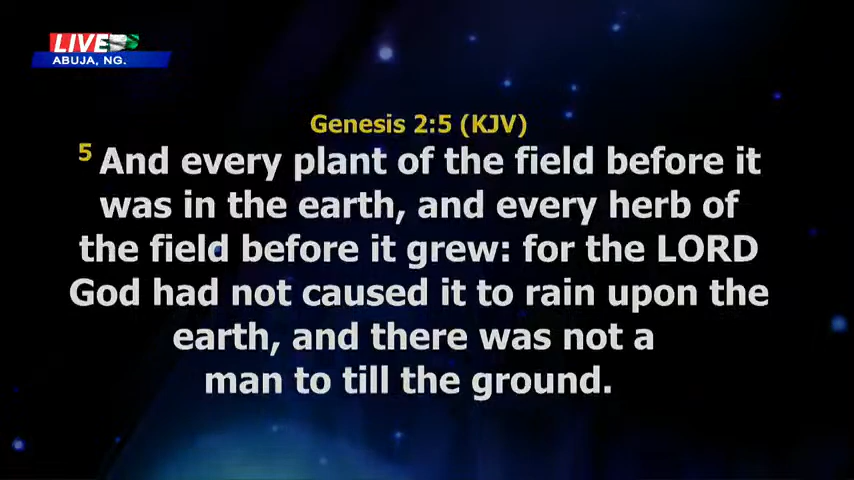 LIVE
ABUJA, NG.
Genesis 2:5 (KJV)
5 And every plant of the field before it
was in the earth, and every herb of
the field before it grew: for the LORD
God had not caused it to rain upon the
earth, and there was not a
man to till the ground.